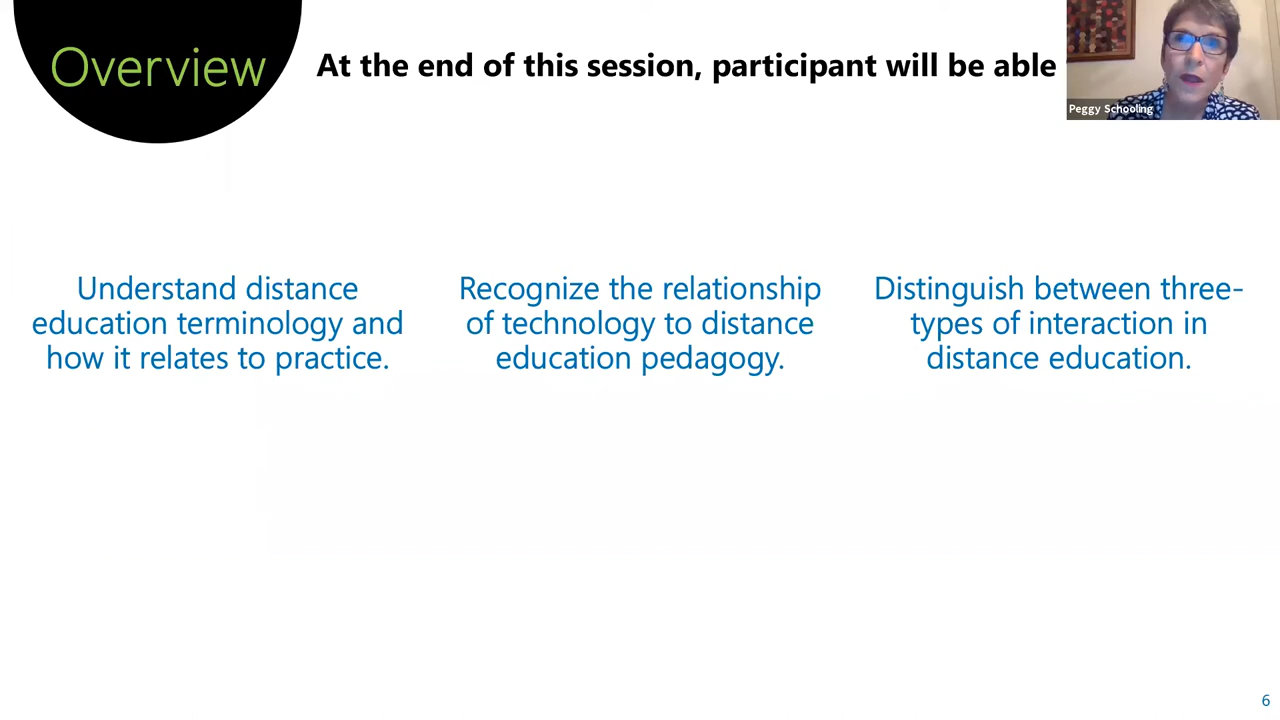 Overview
At the end of this session, participant will be able
Peggy Schooling
Understand distance
education terminology and
how it relates to practice.
Recognize the relationship
of technology to distance
education pedagogy.
Distinguish between three-
types of interaction in
distance education.
6